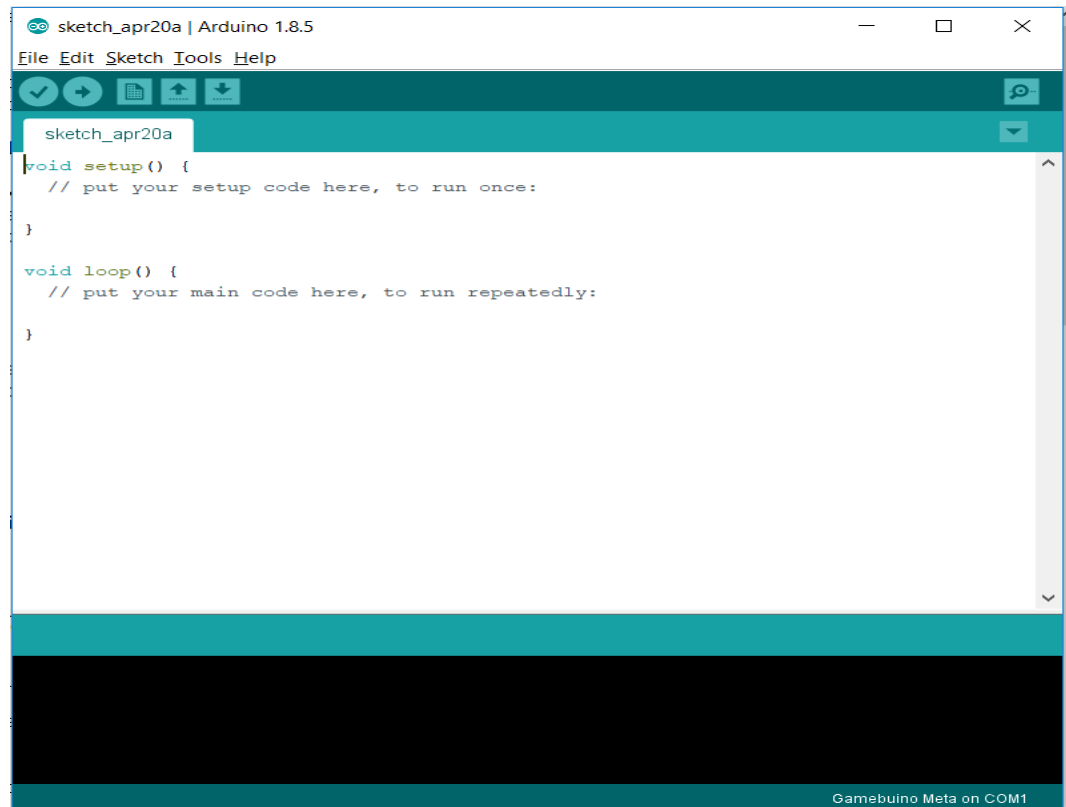 sketch_apr20a | Arduino 1.8.5
File Edit Sketch Tools Help
sketch_apr20a
void setup() {
  // put your setup code here, to run once:

}

void loop() {
  // put your main code here, to run repeatedly:

}
Gamebuino Meta on COM1